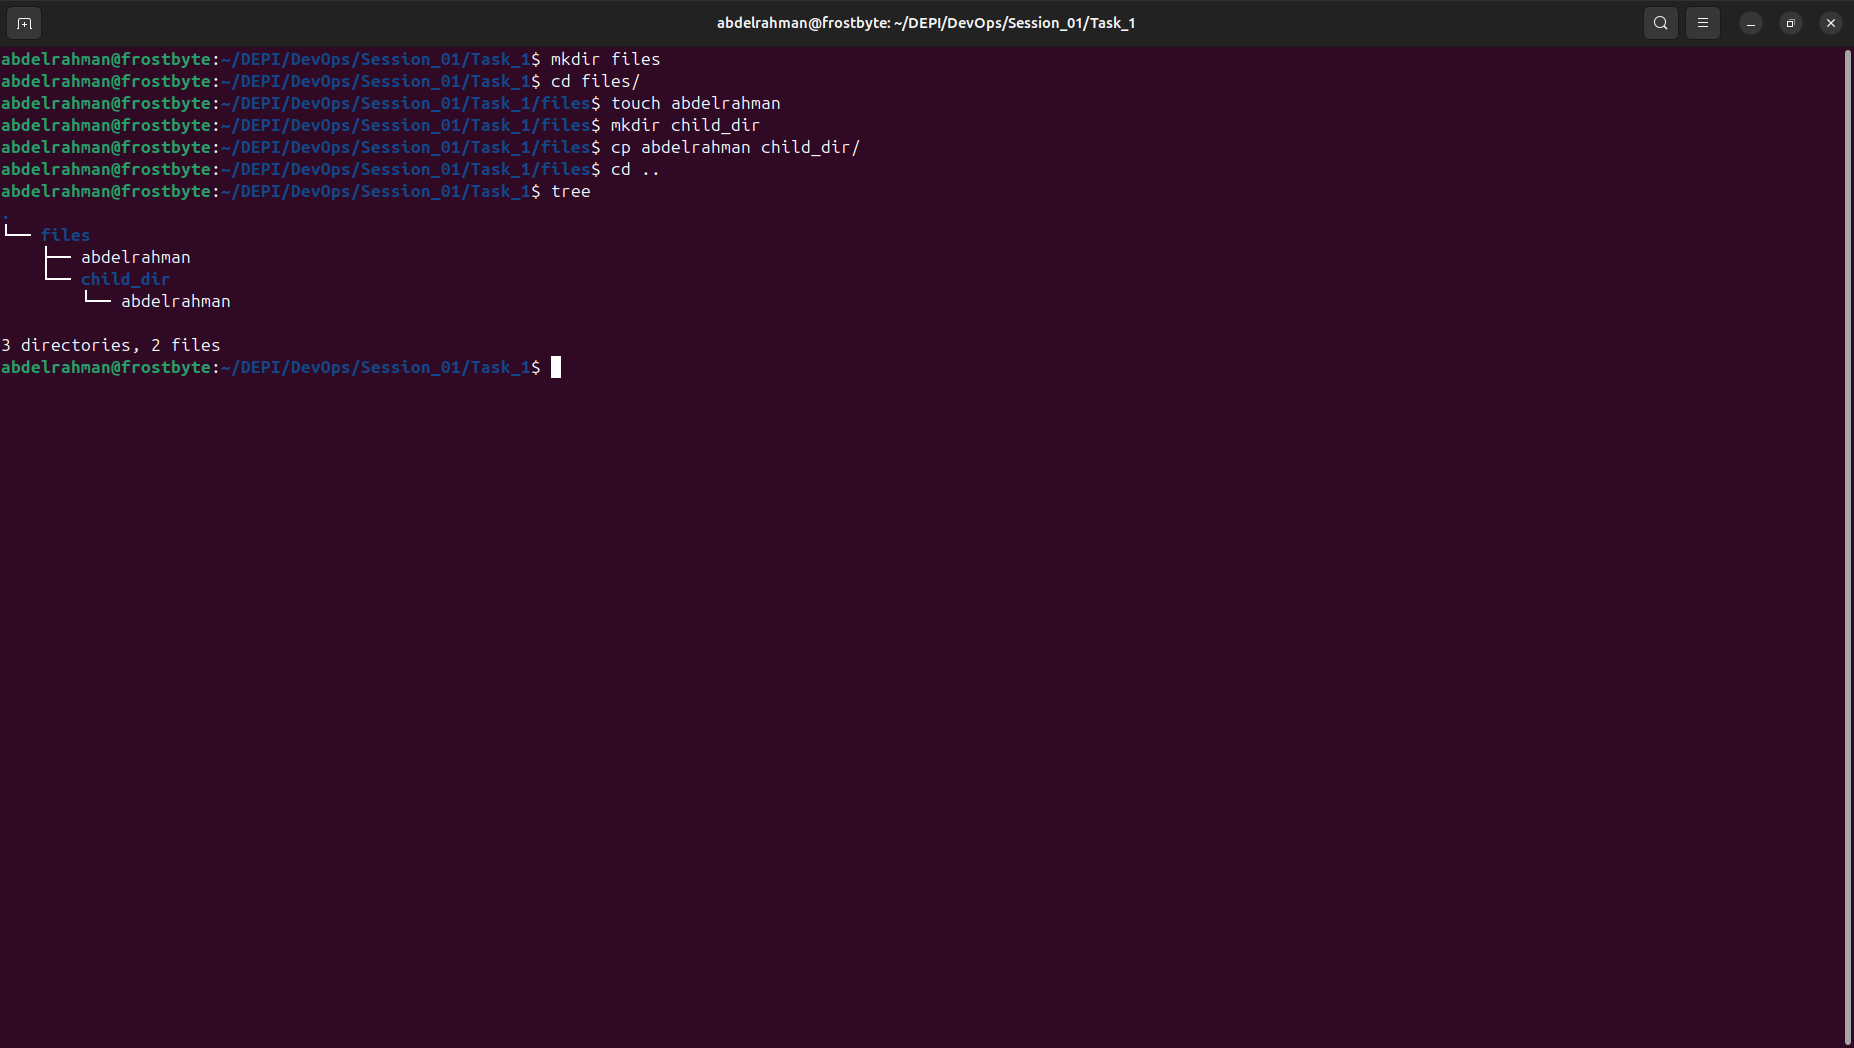 abdelrahman@frostbyte: ~/DEPI/DevOps/Session_01/Task_1
abdelrahman@frostbyte:~/DEPI/DevOps/Session_01/Task_1$ mkdir files
abdelrahman@frostbyte:~/DEPI/DevOps/Session_01/Task_1$ cd files/
abdelrahman@frostbyte:~/DEPI/DevOps/Session_01/Task_1/files$ touch abdelrahman
abdelrahman@frostbyte:~/DEPI/DevOps/Session_01/Task_1/files$ mkdir child_dir
abdelrahman@frostbyte:~/DEPI/DevOps/Session_01/Task_1/files$ cp abdelrahman child_dir/
abdelrahman@frostbyte:~/DEPI/DevOps/Session_01/Task_1/files$ cd ..
abdelrahman@frostbyte:~/DEPI/DevOps/Session_01/Task_1$ tree
.
└── files
    ├── abdelrahman
    └── child_dir
        └── abdelrahman

3 directories, 2 files
abdelrahman@frostbyte:~/DEPI/DevOps/Session_01/Task_1$